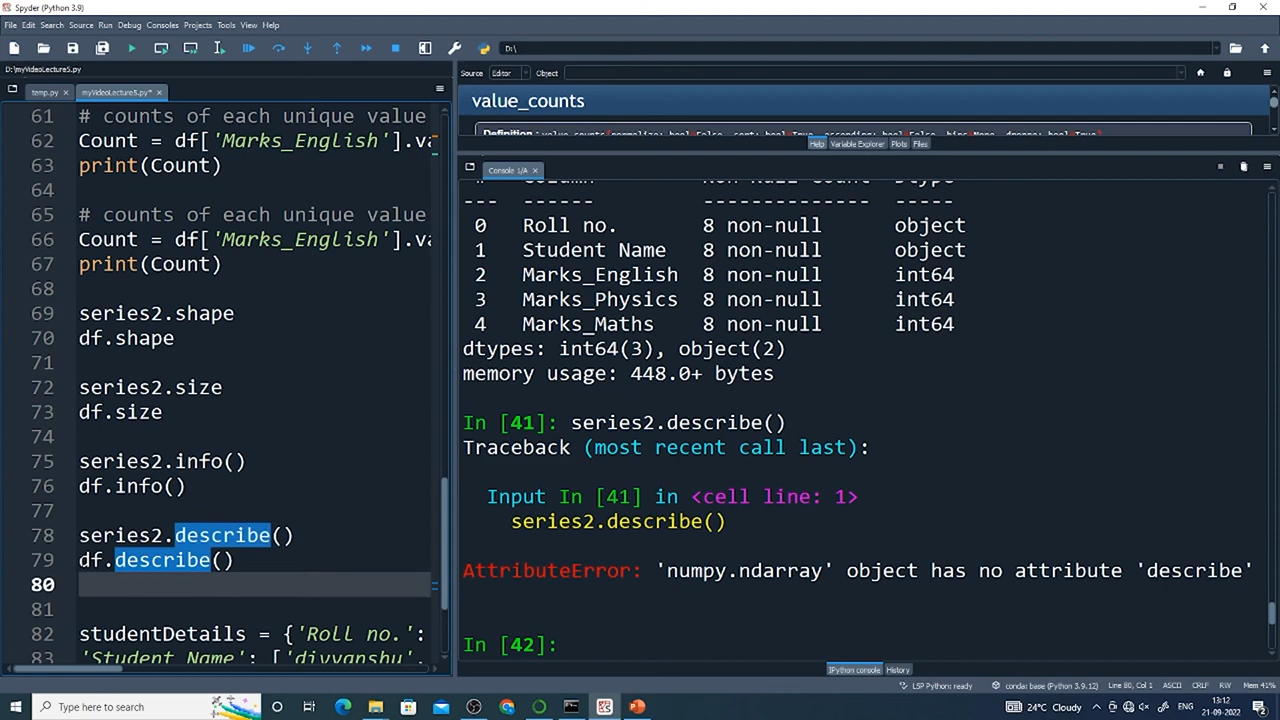 Spyder (Python 3.9)
File Edit Search Source Run Debug Consoles Projects Tools View Help
D:\
D:\myVideoLecture5.py
temp.py myVideoLecture5.py*
61 # counts of each unique value
62 Count = df['Marks_English'].va
63 print(Count)
64
65 # counts of each unique value
66 Count = df['Marks_English'].va
67 print(Count)
68
69 series2.shape
70 df.shape
71
72 series2.size
73 df.size
74
75 series2.info()
76 df.info()
77
78 series2.describe()
79 df.describe()
80
81
82 studentDetails = {'Roll no.':
83 'Student Name': ['divyanshu',
Source Editor Object
value_counts
Definition: value_counts(normalize: bool=False, sort: bool=True, ascending: bool=False, bins=None, dropna: bool=True)
Help Variable Explorer Plots Files
Console 1/A
# Column Non-Null Count Dtype
--- ------ -------------- -----
0 Roll no. 8 non-null object
1 Student Name 8 non-null object
2 Marks_English 8 non-null int64
3 Marks_Physics 8 non-null int64
4 Marks_Maths 8 non-null int64
dtypes: int64(3), object(2)
memory usage: 448.0+ bytes
In [41]: series2.describe()
Traceback (most recent call last):
Input In [41] in <cell line: 1>
series2.describe()
AttributeError: 'numpy.ndarray' object has no attribute 'describe'
In [42]:
IPython console History
LSP Python: ready conda: base (Python 3.9.12) Line 80, Col 1 ASCII CRLF RW Mem 41%
Type here to search
24°C Cloudy
ENG
13:12
21-09-2022
2